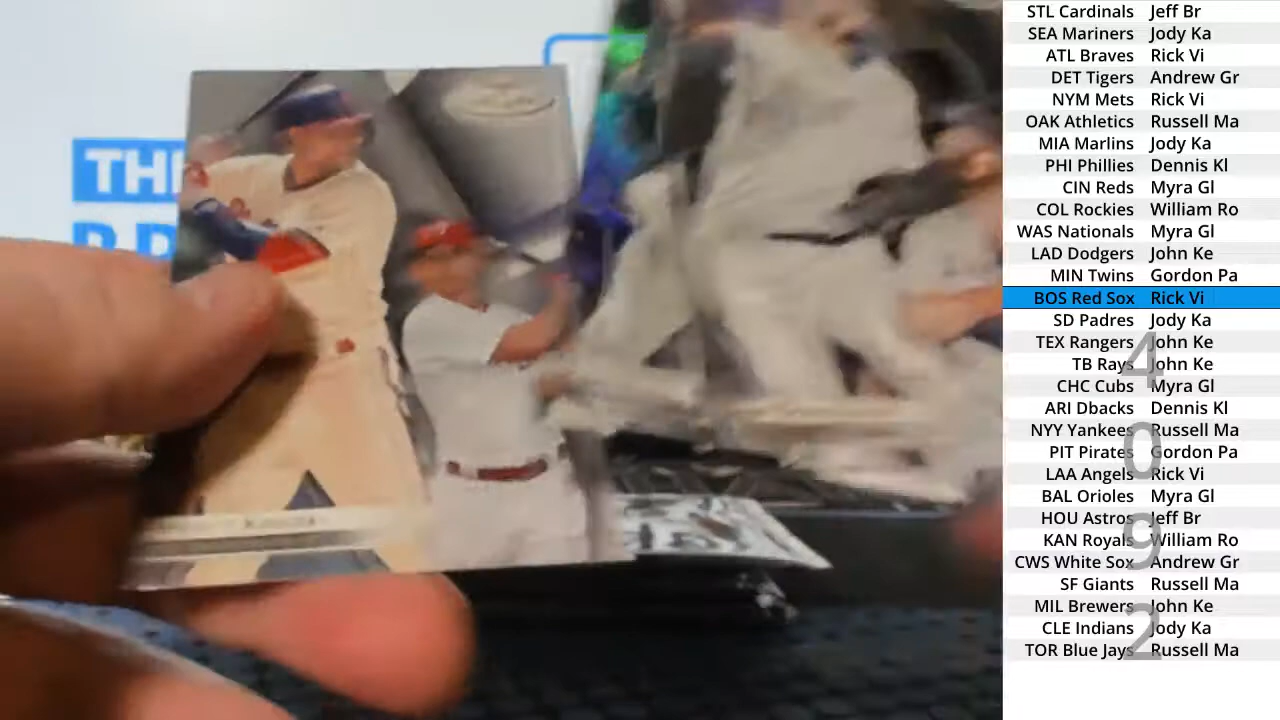 THE
STL Cardinals Jeff Br
SEA Mariners Jody Ka
ATL Braves Rick Vi
DET Tigers Andrew Gr
NYM Mets Rick Vi
OAK Athletics Russell Ma
MIA Marlins Jody Ka
PHI Phillies Dennis Kl
CIN Reds Myra Gl
COL Rockies William Ro
WAS Nationals Myra Gl
LAD Dodgers John Ke
MIN Twins Gordon Pa
BOS Red Sox Rick Vi
SD Padres Jody Ka
TEX Rangers John Ke
TB Rays John Ke
CHC Cubs Myra Gl
ARI Dbacks Dennis Kl
NYY Yankees Russell Ma
PIT Pirates Gordon Pa
LAA Angels Rick Vi
BAL Orioles Myra Gl
HOU Astros Jeff Br
KAN Royals William Ro
CWS White Sox Andrew Gr
SF Giants Russell Ma
MIL Brewers John Ke
CLE Indians Jody Ka
TOR Blue Jays Russell Ma
4
0
9
2